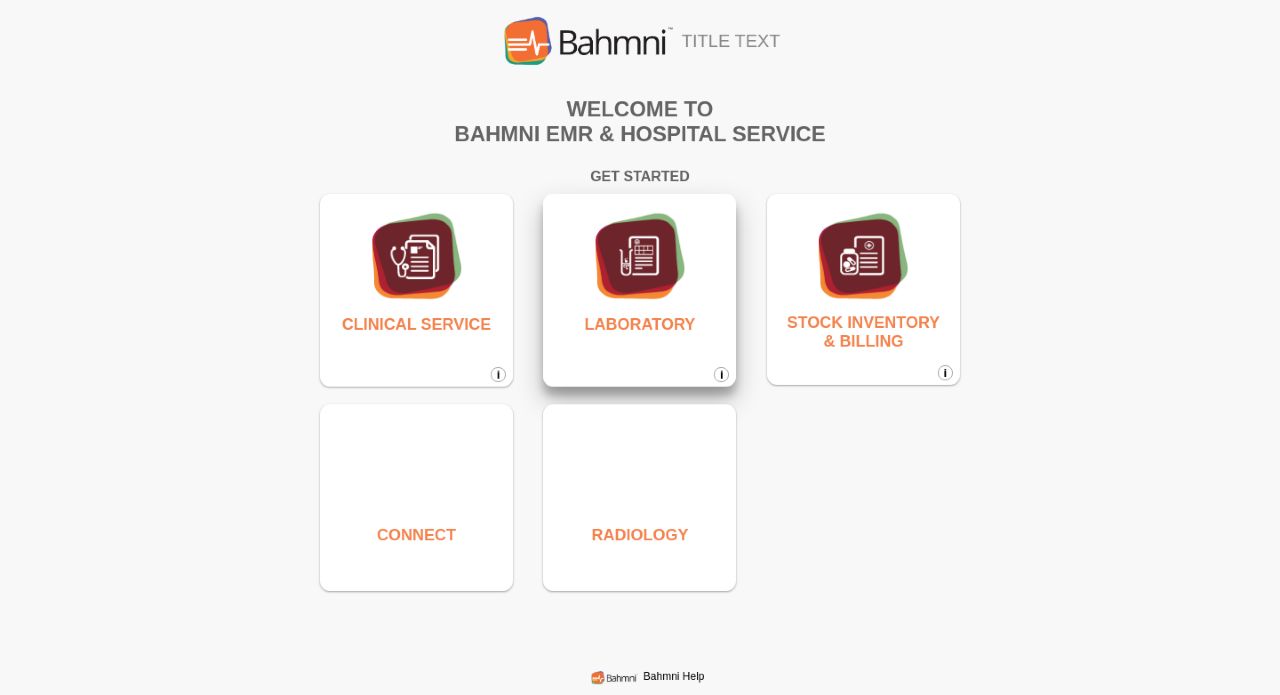 Bahmni™ TITLE TEXT
WELCOME TO
BAHMNI EMR & HOSPITAL SERVICE
GET STARTED
CLINICAL SERVICE
i
LABORATORY
i
STOCK INVENTORY
& BILLING
i
CONNECT
RADIOLOGY
Bahmni Bahmni Help